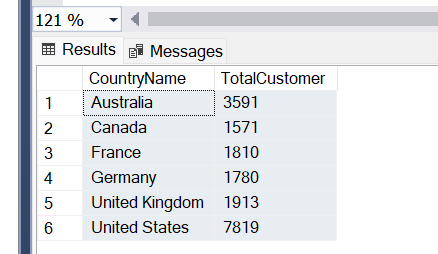 121 %
Results Messages
CountryName TotalCustomer
1 Australia 3591
2 Canada 1571
3 France 1810
4 Germany 1780
5 United Kingdom 1913
6 United States 7819